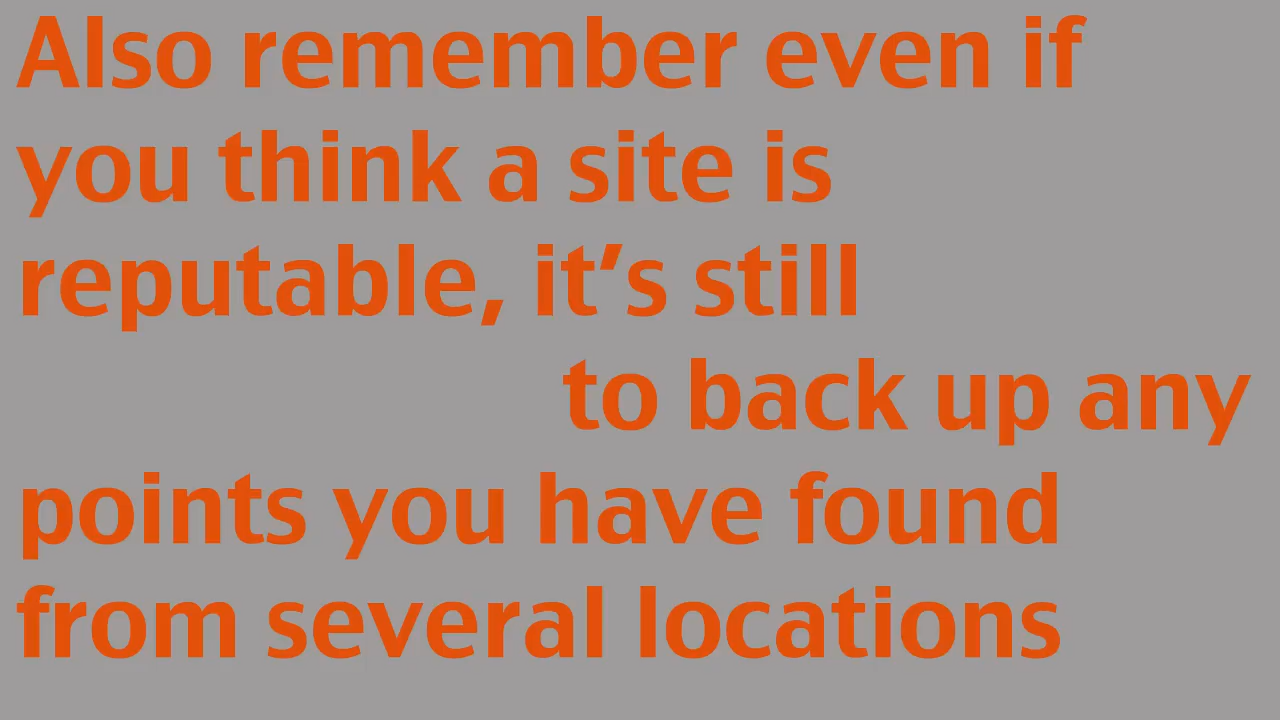 Also remember even if
you think a site is
reputable, it’s still
to back up any
points you have found
from several locations